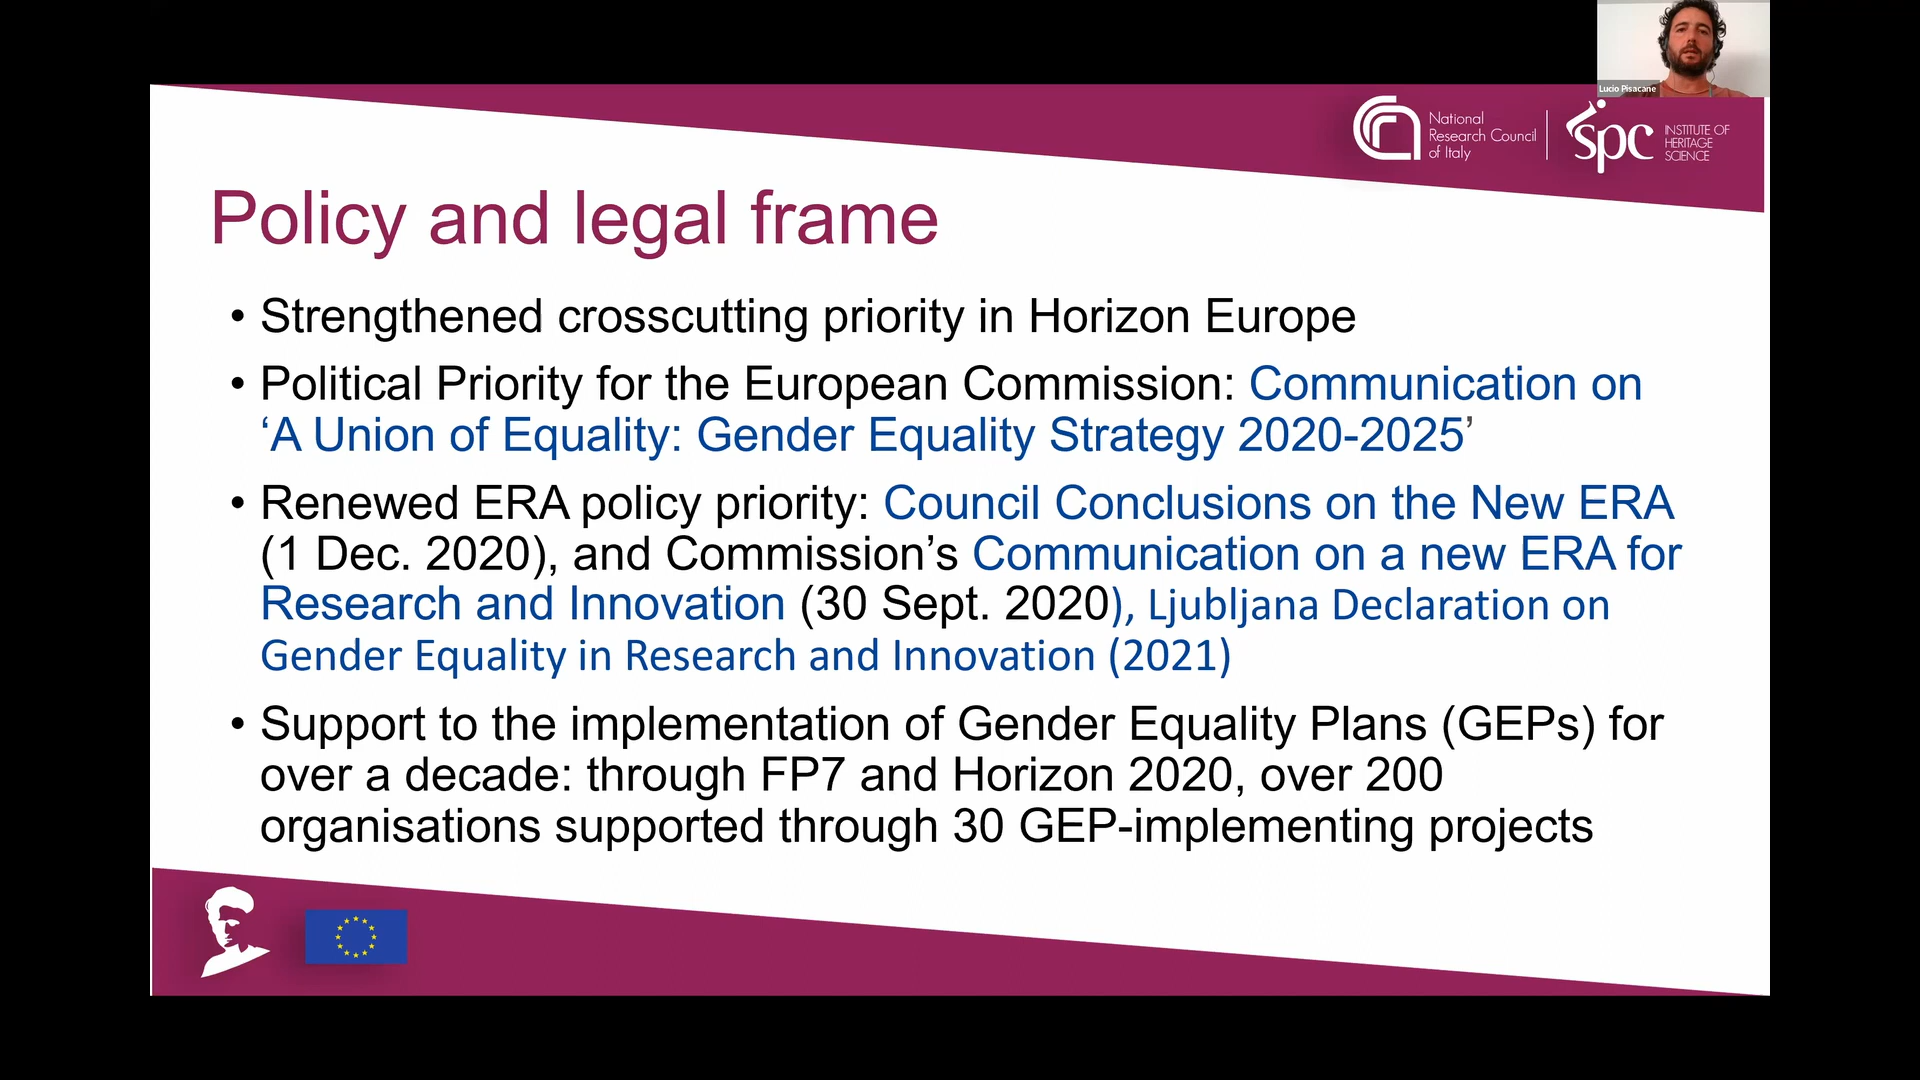 Lucio Pisacane
National
Research Council
of Italy
spc
INSTITUTE OF
HERITAGE
SCIENCE
Policy and legal frame
• Strengthened crosscutting priority in Horizon Europe
• Political Priority for the European Commission: Communication on
‘A Union of Equality: Gender Equality Strategy 2020-2025’
• Renewed ERA policy priority: Council Conclusions on the New ERA
(1 Dec. 2020), and Commission’s Communication on a new ERA for
Research and Innovation (30 Sept. 2020), Ljubljana Declaration on
Gender Equality in Research and Innovation (2021)
• Support to the implementation of Gender Equality Plans (GEPs) for
over a decade: through FP7 and Horizon 2020, over 200
organisations supported through 30 GEP-implementing projects